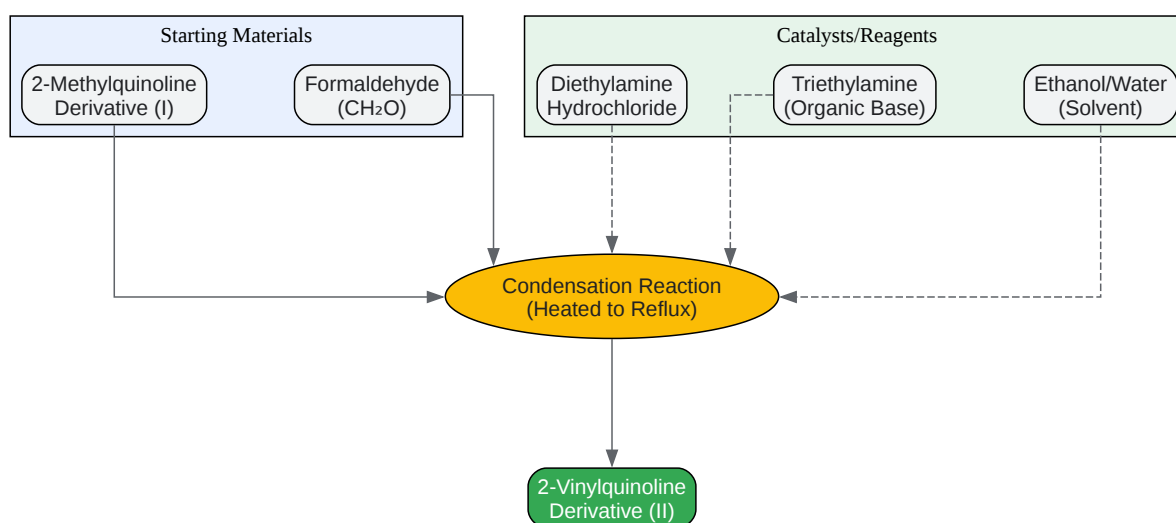 Starting Materials
Catalysts/Reagents
2-Methylquinoline
Derivative (I)
Formaldehyde
(CH₂O)
Diethylamine
Hydrochloride
Triethylamine
(Organic Base)
Ethanol/Water
(Solvent)
Condensation Reaction
(Heated to Reflux)
2-Vinylquinoline
Derivative (II)